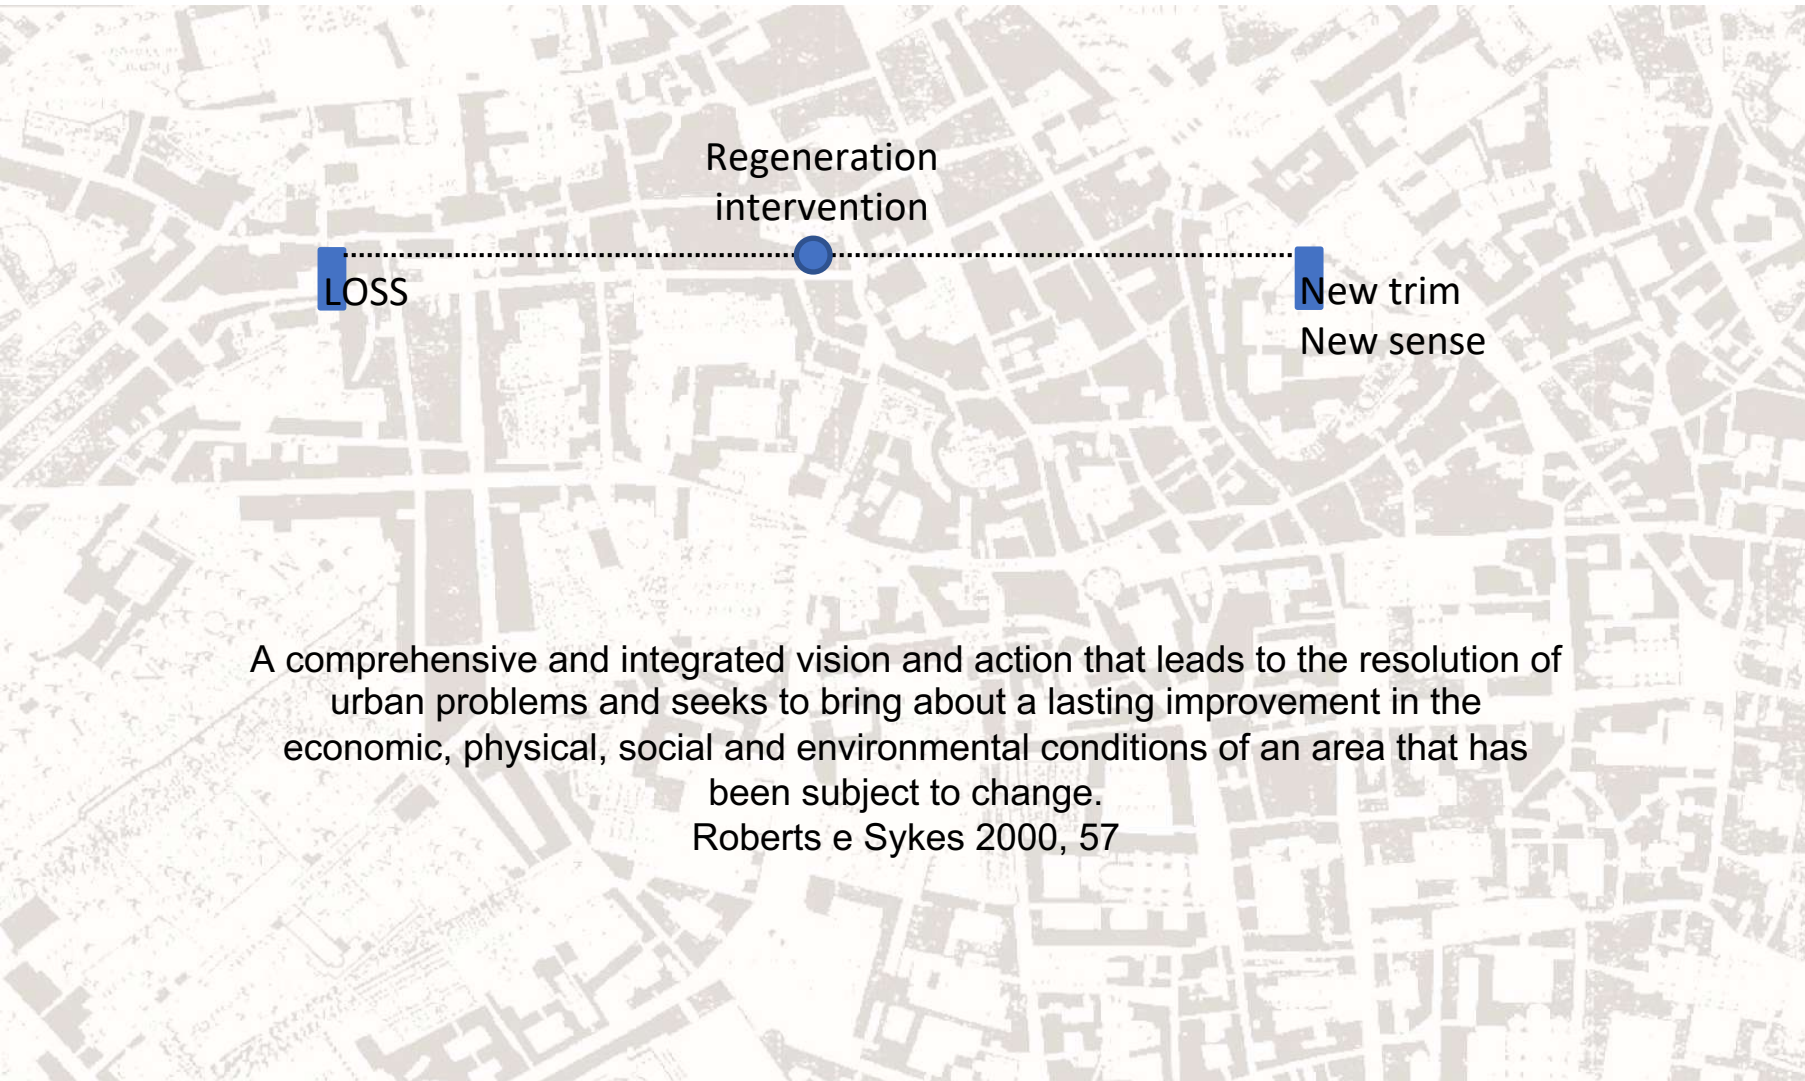 Regeneration
intervention
LOSS
New trim
New sense
A comprehensive and integrated vision and action that leads to the resolution of
urban problems and seeks to bring about a lasting improvement in the
economic, physical, social and environmental conditions of an area that has
been subject to change.
Roberts e Sykes 2000, 57